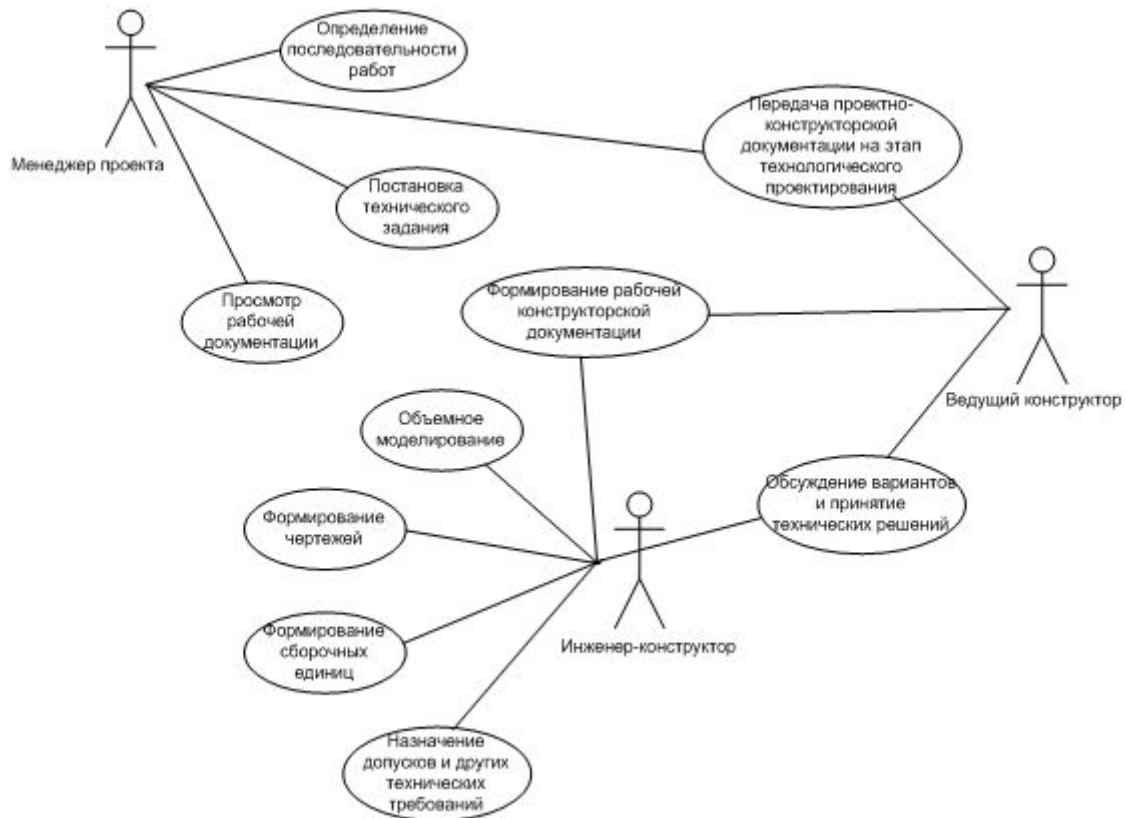 Определение
последовательности
работ
Менеджер проекта
Передача проектно-
конструкторской
документации на этап
технологического
проектирования
Постановка
технического
задания
Просмотр
рабочей
документации
Формирование рабочей
конструкторской
документации
Ведущий конструктор
Объемное
моделирование
Обсуждение вариантов
и принятие
технических решений
Формирование
чертежей
Формирование
сборочных
единиц
Инженер-конструктор
Назначение
допусков и других
технических
требований